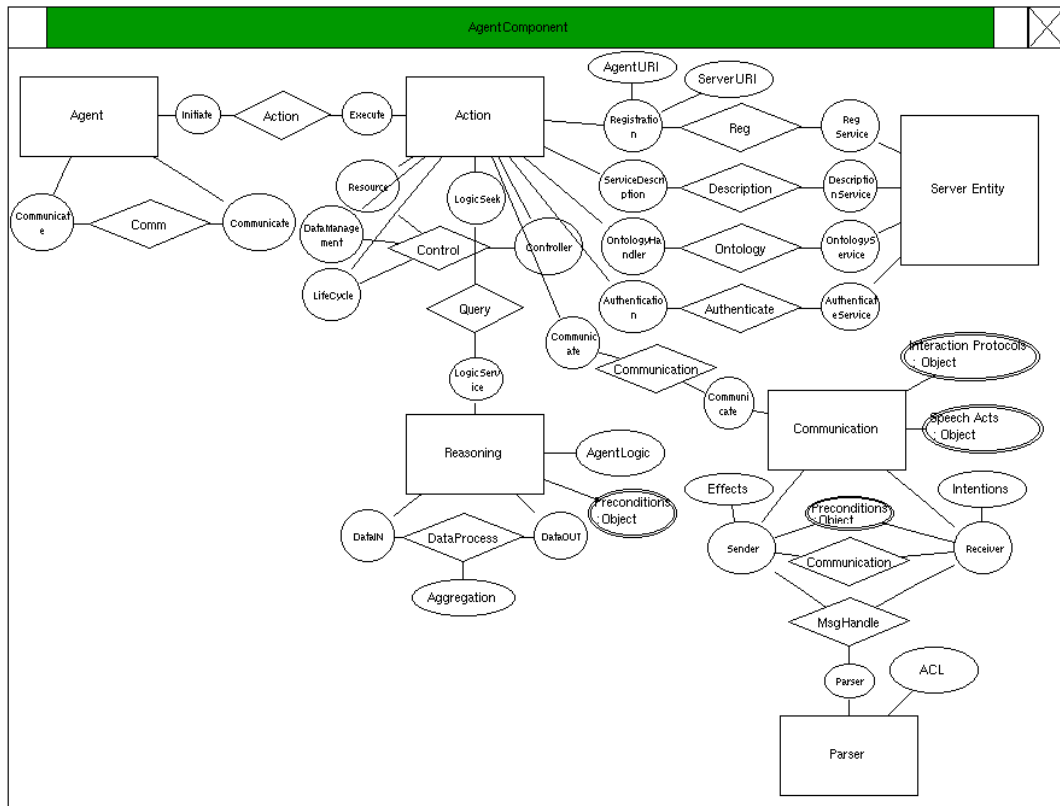 AgentComponent
AgentURI
ServerURI
Agent
Initiate
Action
Execute
Action
Registratio
n
Reg
Reg
Service
Resource
LogicSeek
ServiceDescri
ption
Description
Descriptio
nService
Server Entity
Communicat
e
Comm
Communicate
DataManage
ment
Control
Controller
OntologyHa
ndler
Ontology
OntologyS
ervice
LifeCycle
Query
Authenticatio
n
Authenticate
Authenticat
eService
Communic
ate
Communication
Interaction Protocols
: Object
LogicServ
ice
Communi
cate
Communication
Speech Acts
: Object
Reasoning
AgentLogic
Preconditions
: Object
Effects
Preconditions
: Object
Intentions
DataIN
DataProcess
DataOUT
Sender
Communication
Receiver
Aggregation
MsgHandle
Parser
ACL
Parser